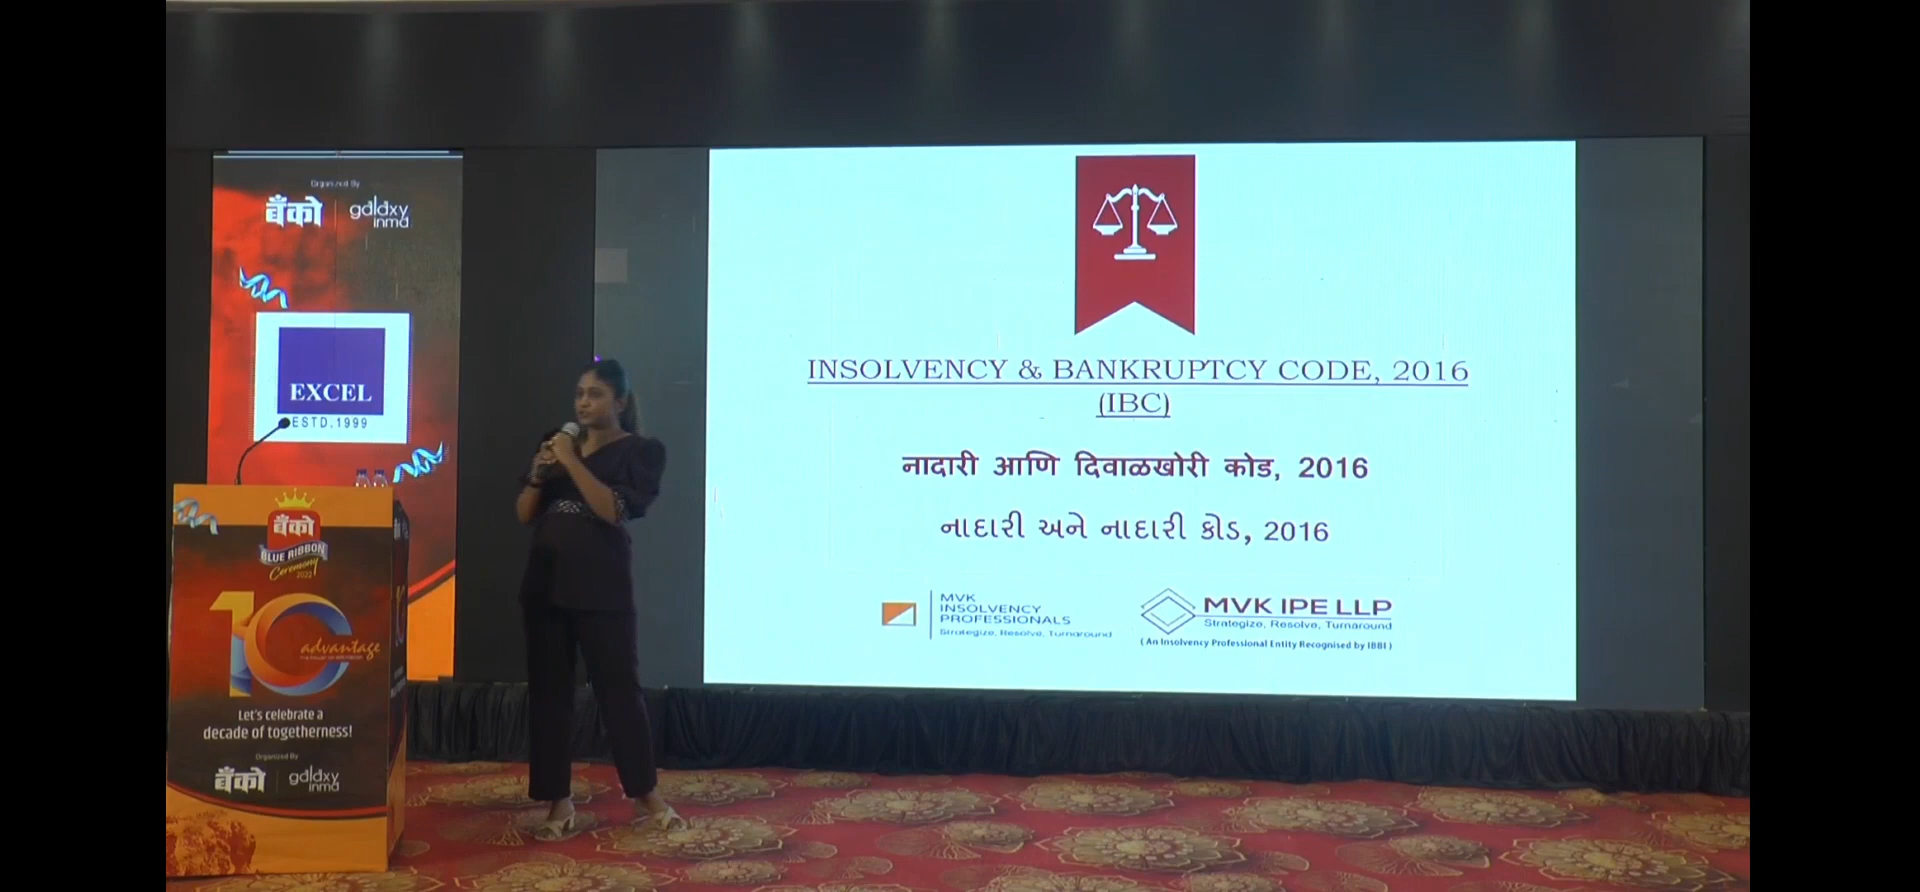 Organized By
बँको
galaxy
inma
EXCEL
ESTD.1999
बँको
BLUE RIBBON
Ceremony
2022
10
advantage
Let's celebrate a
decade of togetherness!
Organized By
बँको
galaxy
inma
INSOLVENCY & BANKRUPTCY CODE, 2016
(IBC)
नादारी आणि दिवाळखोरी कोड, 2016
નાદારી અને નાદારી કોડ, 2016
MVK
INSOLVENCY
PROFESSIONALS
Strategize, Resolve, Turnaround
MVK IPE LLP
Strategize, Resolve, Turnaround
( An Insolvency Professional Entity Recognised by IBBI )